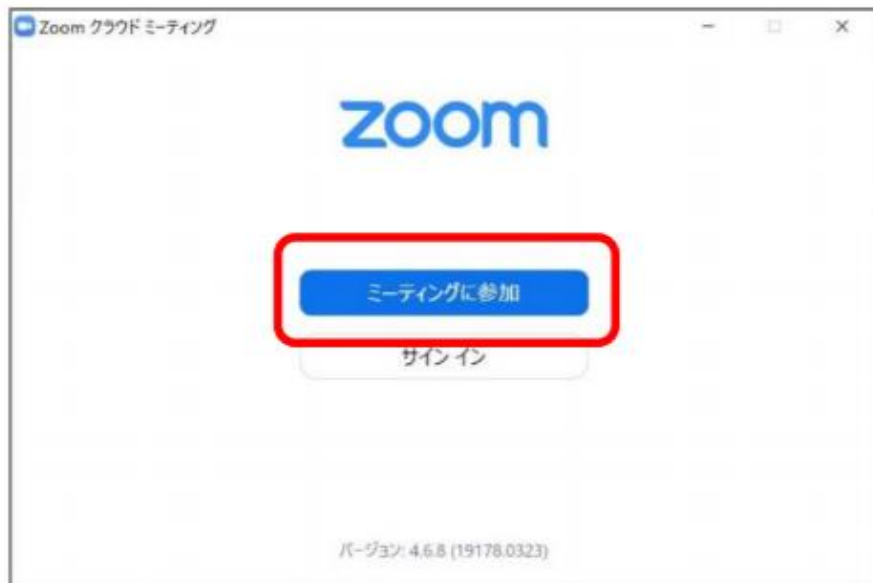 Zoom クラウド ミーティング
zoom
ミーティングに参加
サイン イン
バージョン: 4.6.8 (19178.0323)